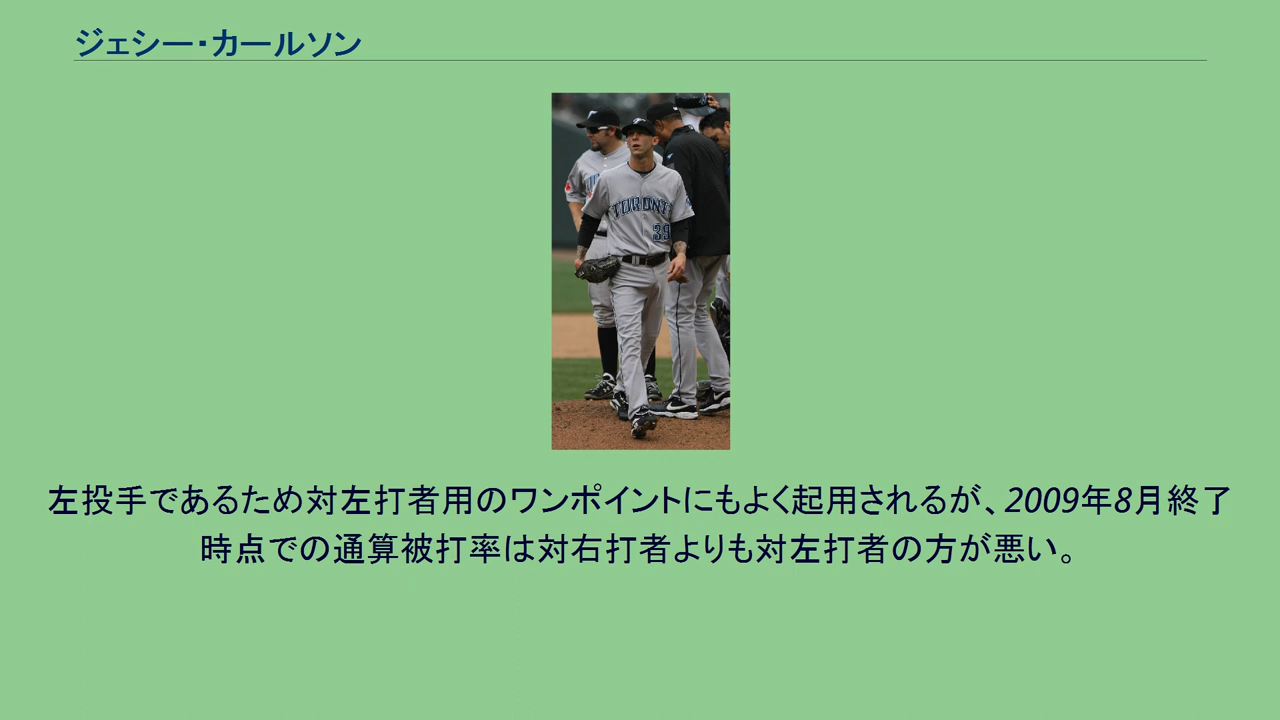 ジェシー・カールソン
TORONT
39
左投手であるため対左打者用のワンポイントにもよく起用されるが、2009年8月終了
時点での通算被打率は対右打者よりも対左打者の方が悪い。